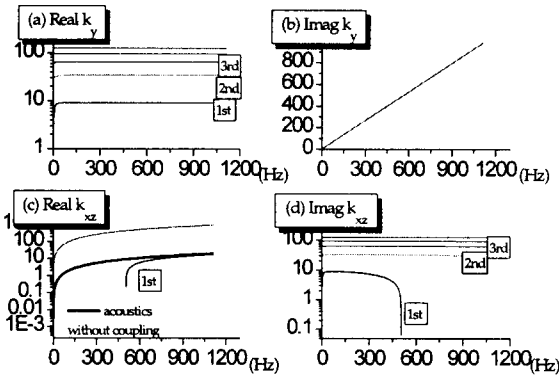 (a) Real k y
100
10
1
3rd
2nd
1st
0 300 600 900 1200 (Hz)
(b) Imag k y
800
600
400
200
0
0 300 600 900 1200 (Hz)
(c) Real k xz
100
10
1
0.1
0.01
1E-3
1st
acoustics
without coupling
0 300 600 900 1200 (Hz)
(d) Imag k xz
100
10
1
0.1
3rd
2nd
1st
0 300 600 900 1200 (Hz)